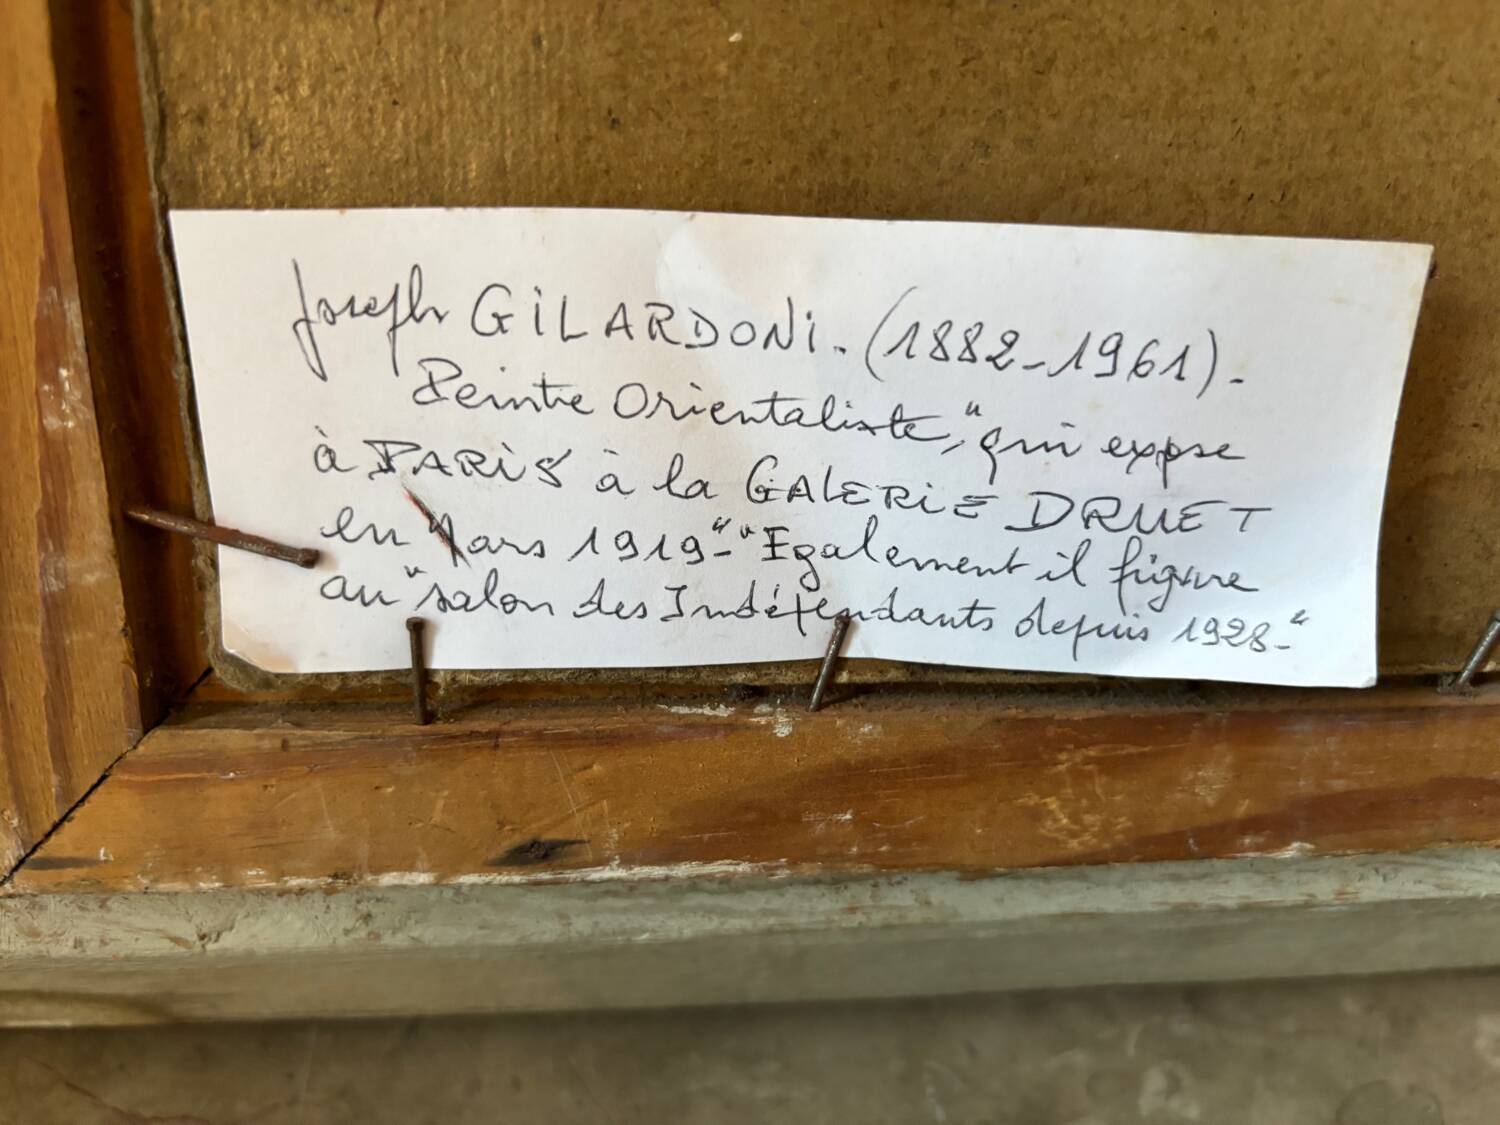 Joseph GiLARDONi - (1882-1961) -
Peintre Orientaliste," qui expose
à PARiS à la GALERiE DRUET
en Mars 1919-" "Egalement il figure
au "salon des Indépendants depuis 1928-"